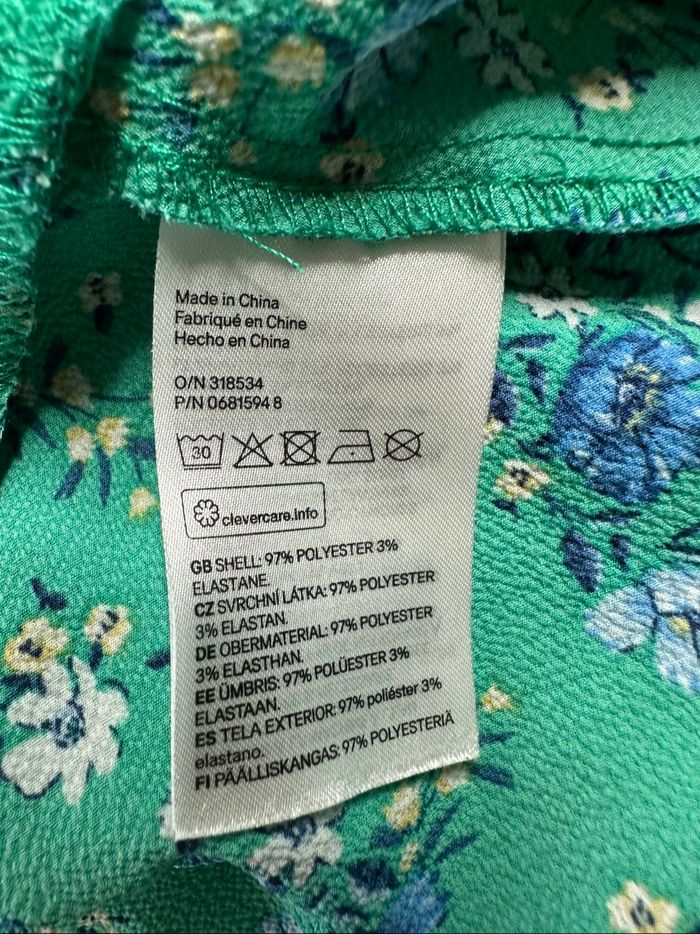 Made in China
Fabriqué en Chine
Hecho en China
O/N 318534
P/N 0681594 8
30
clevercare.info
GB SHELL: 97% POLYESTER 3%
ELASTANE.
CZ SVRCHNÍ LÁTKA: 97% POLYESTER
3% ELASTAN.
DE OBERMATERIAL: 97% POLYESTER
3% ELASTHAN.
EE ÜMBRIS: 97% POLÜESTER 3%
ELASTAAN.
ES TELA EXTERIOR: 97% poliéster 3%
elastano.
FI PÄÄLLISKANGAS: 97% POLYESTERIÄ